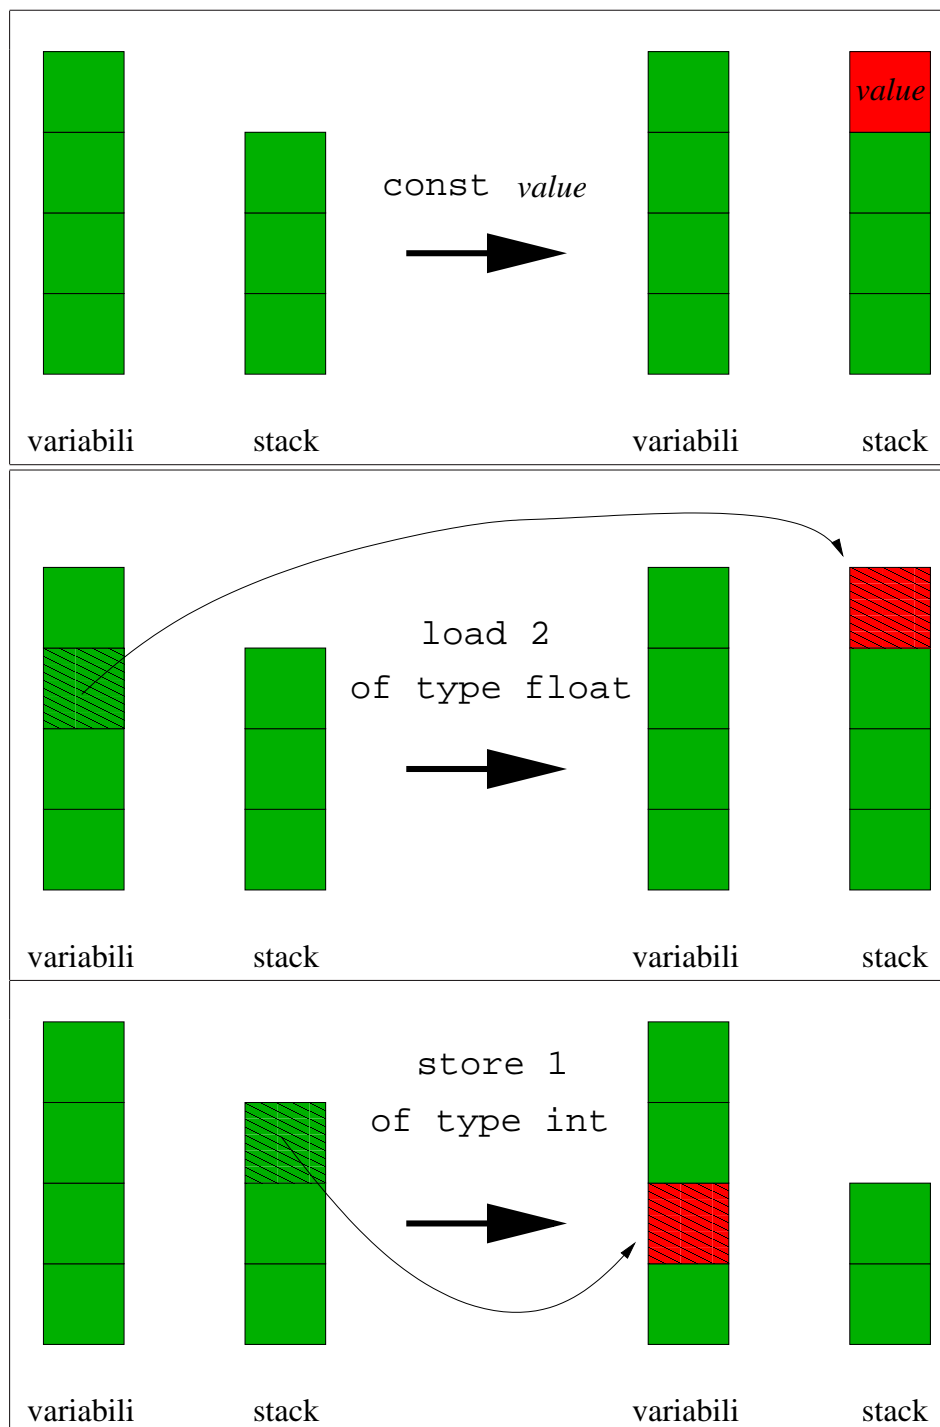 value
const value
variabili stack variabili stack
load 2
of type float
variabili stack variabili stack
store 1
of type int
variabili stack variabili stack